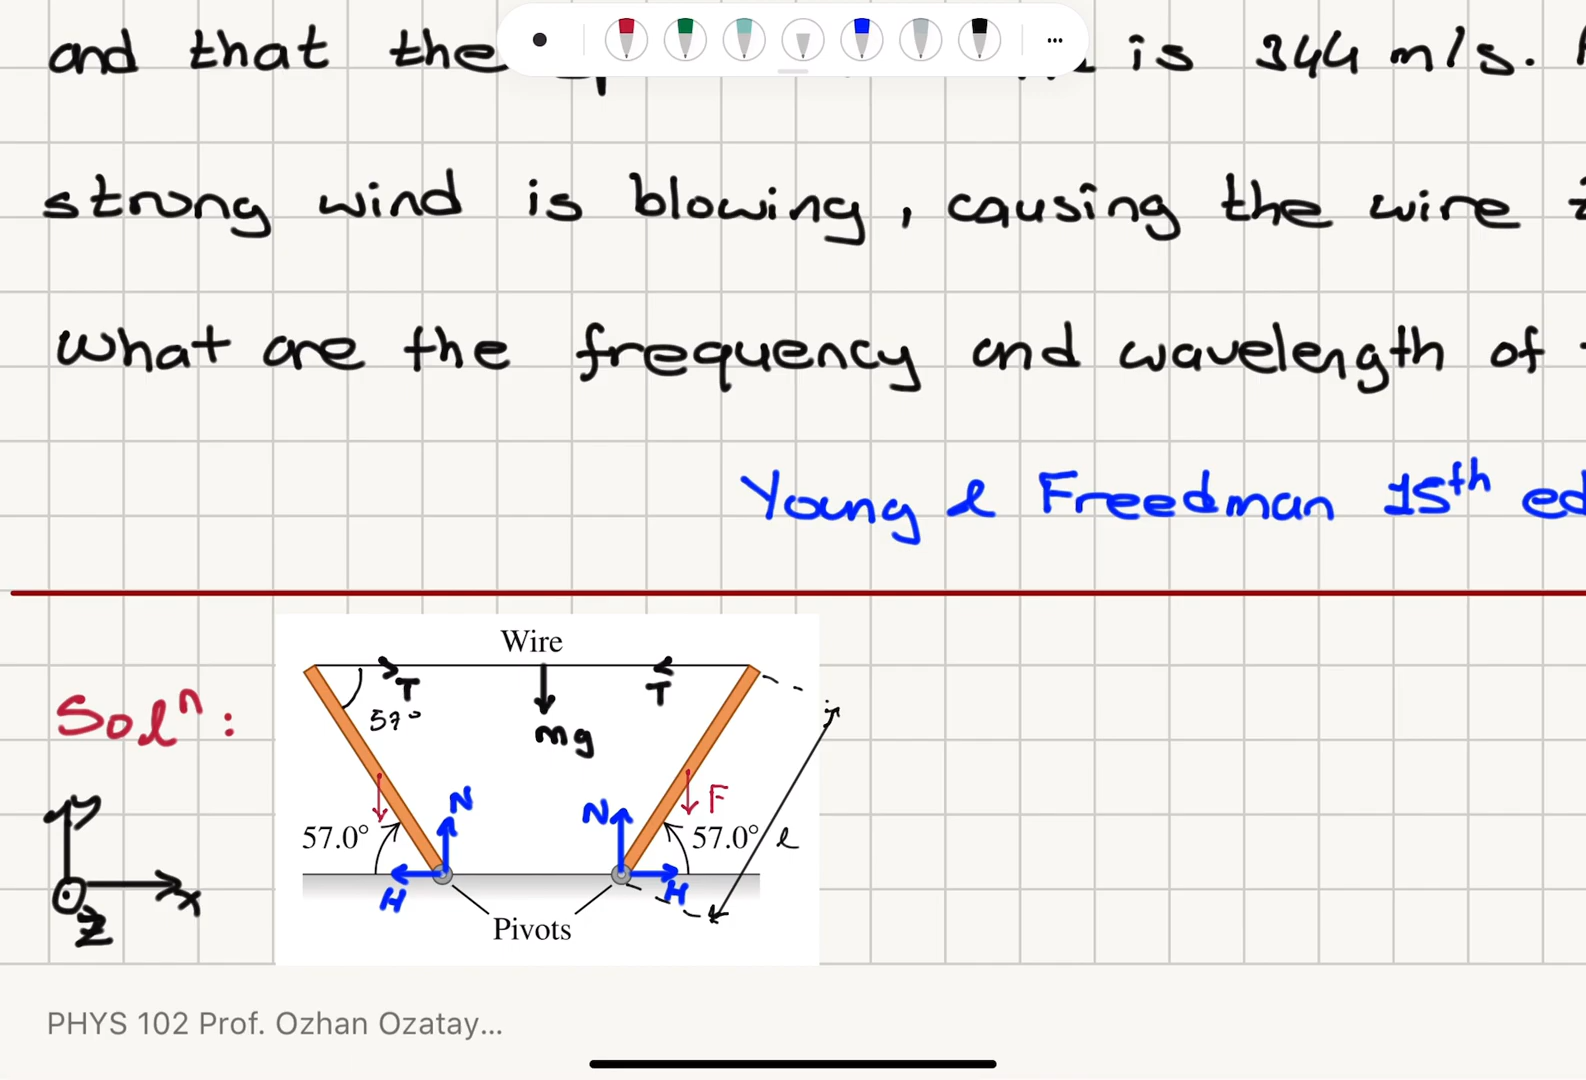 and that the is 344 m/s.
strong wind is blowing, causing the wire
what are the frequency and wavelength of
Young & Freedman 15th ed
Wire
T T
57°
mg
Solⁿ:
y
N
N F
57.0° 57.0° l
H H
x
z
Pivots
PHYS 102 Prof. Ozhan Ozatay...